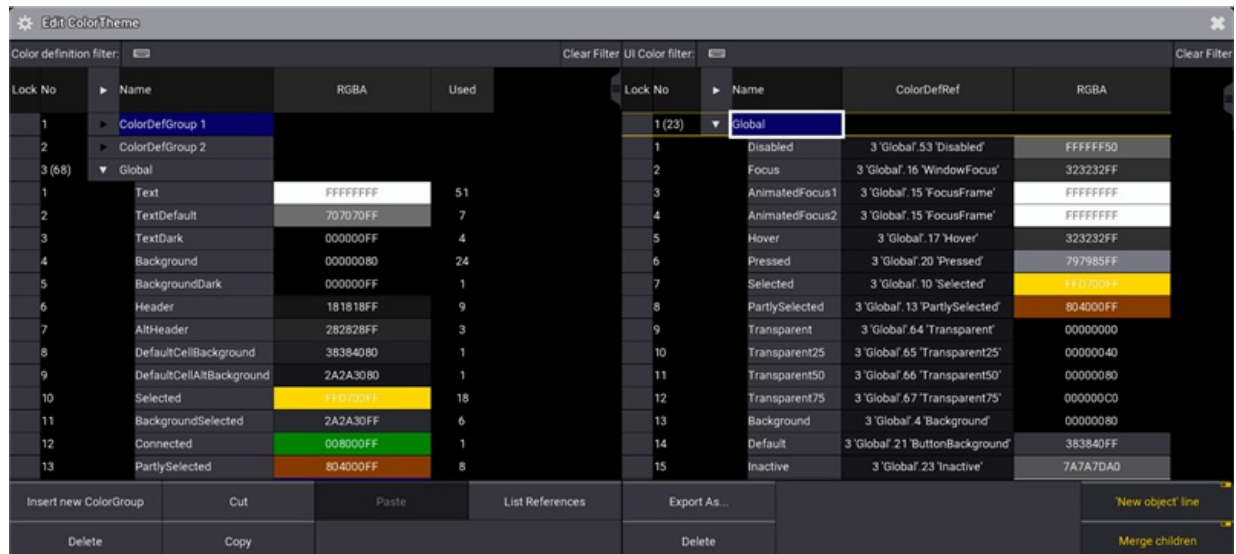 Edit ColorTheme
Color definition filter: Clear Filter UI Color filter: Clear Filter
Lock No Name RGBA Used Lock No Name ColorDefRef RGBA
1 ColorDefGroup 1 1 (23) Global
2 ColorDefGroup 2 1 Disabled 3 'Global'.53 'Disabled' FFFFFF50
3 (68) Global 2 Focus 3 'Global'.16 'WindowFocus' 323232FF
1 Text FFFFFFFF 51 3 AnimatedFocus1 3 'Global'.15 'FocusFrame' FFFFFFFF
2 TextDefault 707070FF 7 4 AnimatedFocus2 3 'Global'.15 'FocusFrame' FFFFFFFF
3 TextDark 000000FF 4 5 Hover 3 'Global'.17 'Hover' 323232FF
4 Background 00000080 24 6 Pressed 3 'Global'.20 'Pressed' 797985FF
5 BackgroundDark 000000FF 1 7 Selected 3 'Global'.10 'Selected' FFD700FF
6 Header 181818FF 9 8 PartlySelected 3 'Global'.13 'PartlySelected' 804000FF
7 AltHeader 282828FF 3 9 Transparent 3 'Global'.64 'Transparent' 00000000
8 DefaultCellBackground 38384080 1 10 Transparent25 3 'Global'.65 'Transparent25' 00000040
9 DefaultCellAltBackground 2A2A3080 1 11 Transparent50 3 'Global'.66 'Transparent50' 00000080
10 Selected FFD700FF 18 12 Transparent75 3 'Global'.67 'Transparent75' 000000C0
11 BackgroundSelected 2A2A30FF 6 13 Background 3 'Global'.4 'Background' 00000080
12 Connected 008000FF 1 14 Default 3 'Global'.21 'ButtonBackground' 383840FF
13 PartlySelected 804000FF 8 15 Inactive 3 'Global'.23 'Inactive' 7A7A7DA0
Insert new ColorGroup Cut Paste List References Export As... 'New object' line
Delete Copy Delete Merge children